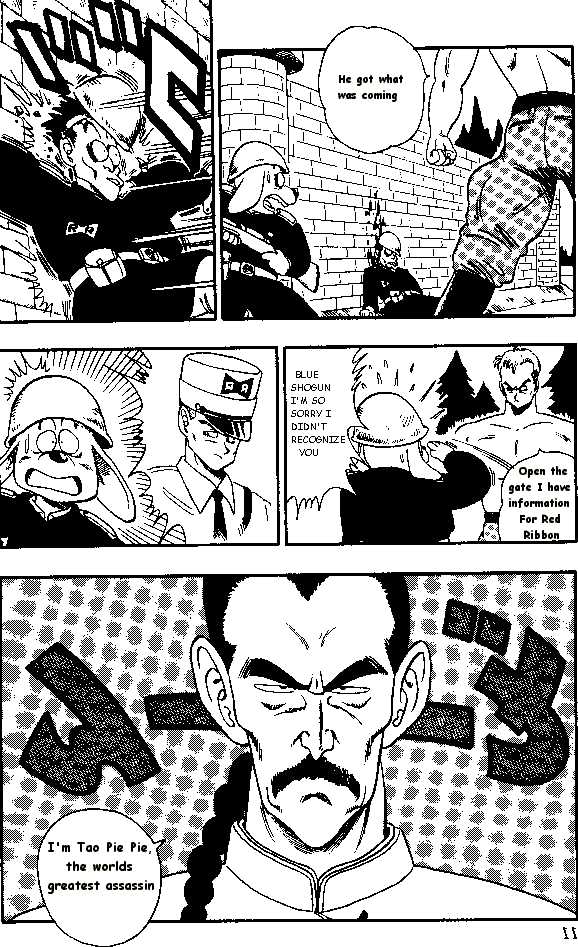 He got what
was coming
BLUE
SHOGUN
I'M SO
SORRY I
DIDN'T
RECOGNIZE
YOU
Open the
gate I have
information
For Red
Ribbon
I'm Tao Pie Pie,
the worlds
greatest assassin
11